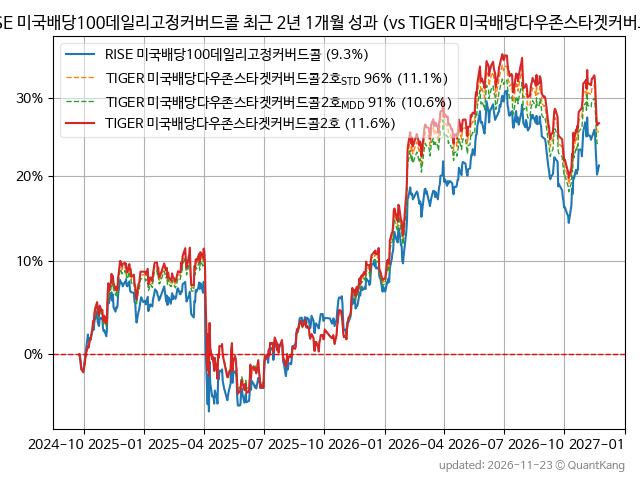 SE 미국배당100데일리고정커버드콜 최근 2년 1개월 성과 (vs TIGER 미국배당다우존스타겟커버드
RISE 미국배당100데일리고정커버드콜 (9.3%)
TIGER 미국배당다우존스타겟커버드콜2호STD 96% (11.1%)
TIGER 미국배당다우존스타겟커버드콜2호MDD 91% (10.6%)
TIGER 미국배당다우존스타겟커버드콜2호 (11.6%)
30%
20%
10%
0%
2024-10 2025-01 2025-04 2025-07 2025-10 2026-01 2026-04 2026-07 2026-10 2027-01
updated: 2026-11-23 © QuantKang